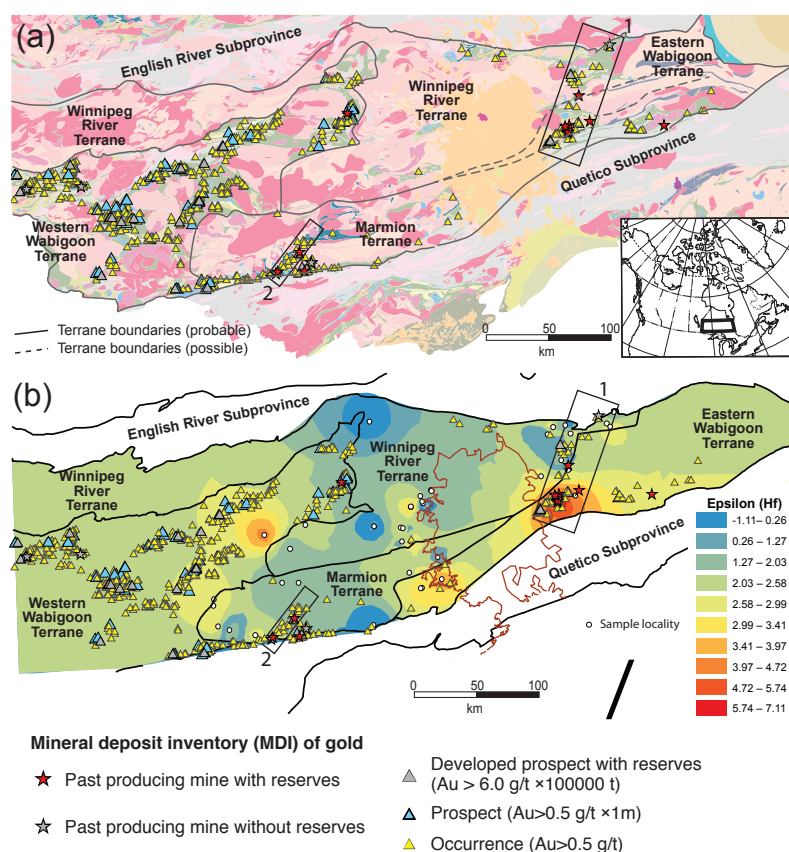 (a)
1
English River Subprovince
Eastern
Wabigoon
Terrane
Winnipeg
River
Terrane
Winnipeg
River
Terrane
Quetico Subprovince
Western
Wabigoon
Terrane
Marmion
Terrane
2
Terrane boundaries (probable)
Terrane boundaries (possible)
0 50 100
km
(b)
1
English River Subprovince
Eastern
Wabigoon
Terrane
Winnipeg
River
Terrane
Winnipeg
River
Terrane
Epsilon (Hf)
-1.11– 0.26
0.26 – 1.27
1.27 – 2.03
2.03 – 2.58
2.58 – 2.99
2.99 – 3.41
3.41 – 3.97
3.97 – 4.72
4.72 – 5.74
5.74 – 7.11
Quetico Subprovince
Marmion
Terrane
Western
Wabigoon
Terrane
Sample locality
2
0 50 100
km
Mineral deposit inventory (MDI) of gold
Past producing mine with reserves
Past producing mine without reserves
Developed prospect with reserves
(Au > 6.0 g/t ×100000 t)
Prospect (Au>0.5 g/t ×1m)
Occurrence (Au>0.5 g/t)